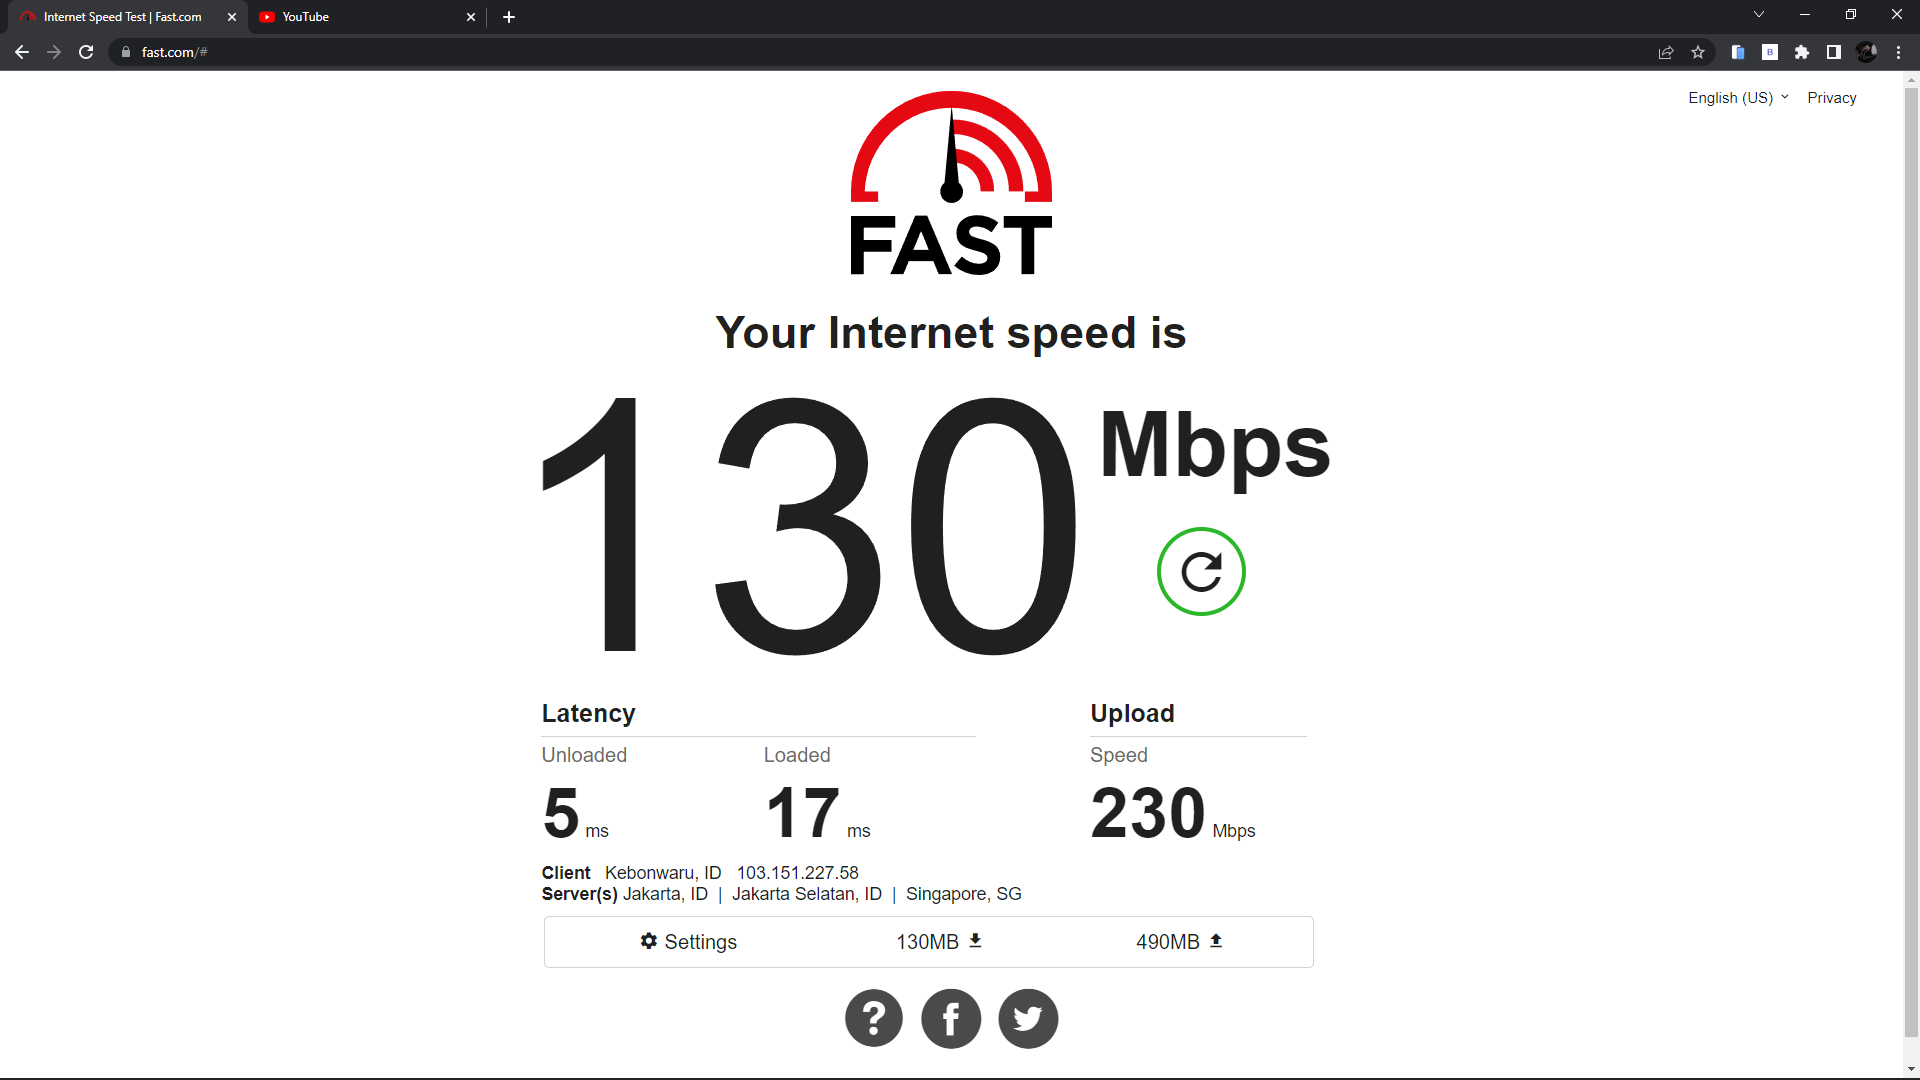 Internet Speed Test | Fast.com
YouTube
fast.com/#
English (US) Privacy
FAST
Your Internet speed is
130 Mbps
Latency
Upload
Unloaded Loaded
Speed
5 ms 17 ms
230 Mbps
Client Kebonwaru, ID 103.151.227.58
Server(s) Jakarta, ID | Jakarta Selatan, ID | Singapore, SG
Settings 130MB 490MB